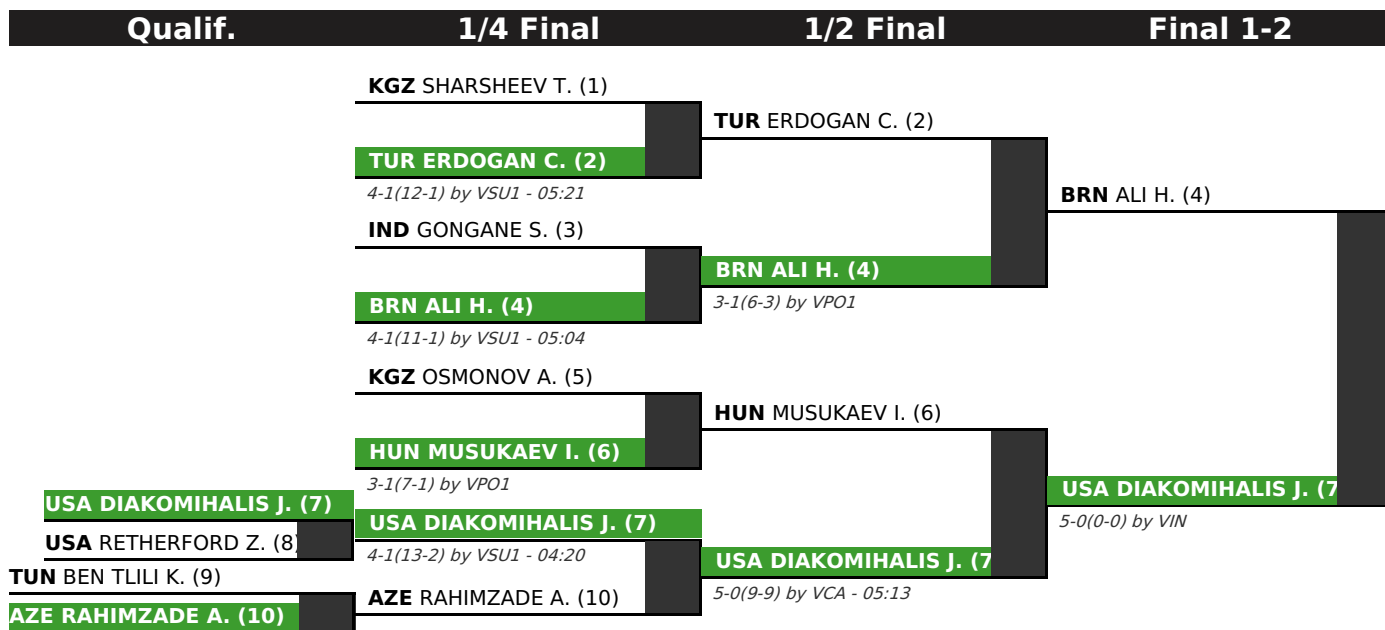 Qualif. 1/4 Final 1/2 Final Final 1-2
KGZ SHARSHEEV T. (1)
TUR ERDOGAN C. (2)
TUR ERDOGAN C. (2)
4-1(12-1) by VSU1 - 05:21
BRN ALI H. (4)
IND GONGANE S. (3)
BRN ALI H. (4)
BRN ALI H. (4)
3-1(6-3) by VPO1
4-1(11-1) by VSU1 - 05:04
KGZ OSMONOV A. (5)
HUN MUSUKAEV I. (6)
HUN MUSUKAEV I. (6)
3-1(7-1) by VPO1
USA DIAKOMIHALIS J. (7
USA DIAKOMIHALIS J. (7)
5-0(0-0) by VIN
USA DIAKOMIHALIS J. (7)
USA RETHERFORD Z. (8)
4-1(13-2) by VSU1 - 04:20
USA DIAKOMIHALIS J. (7
TUN BEN TLILI K. (9)
5-0(9-9) by VCA - 05:13
AZE RAHIMZADE A. (10)
AZE RAHIMZADE A. (10)